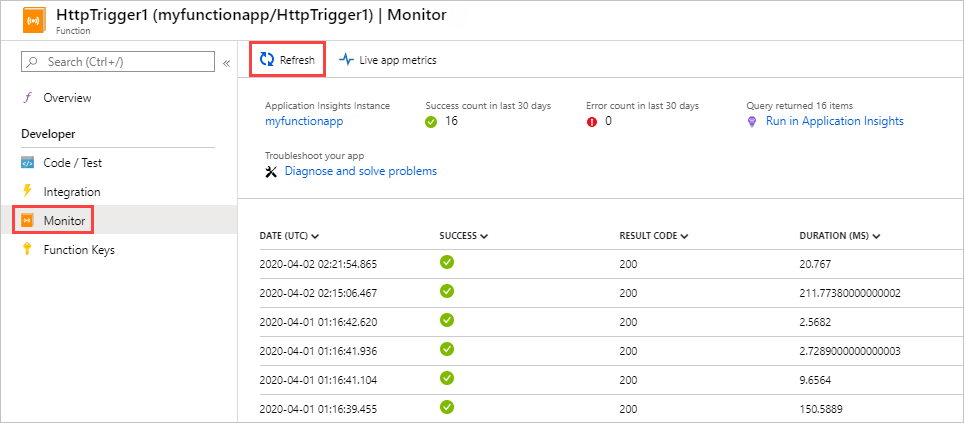 HttpTrigger1 (myfunctionapp/HttpTrigger1) | Monitor
Function
Search (Ctrl+/)
«
Overview
Developer
Code / Test
Integration
Monitor
Function Keys
Refresh
Live app metrics
Application Insights Instance
myfunctionapp
Success count in last 30 days
16
Error count in last 30 days
0
Query returned 16 items
Run in Application Insights
Troubleshoot your app
Diagnose and solve problems
DATE (UTC) SUCCESS RESULT CODE DURATION (MS)
2020-04-02 02:21:54.865 200 20.767
2020-04-02 02:15:06.467 200 211.77380000000002
2020-04-01 01:16:42.620 200 2.5682
2020-04-01 01:16:41.936 200 2.7289000000000003
2020-04-01 01:16:41.104 200 9.6564
2020-04-01 01:16:39.455 200 150.5889